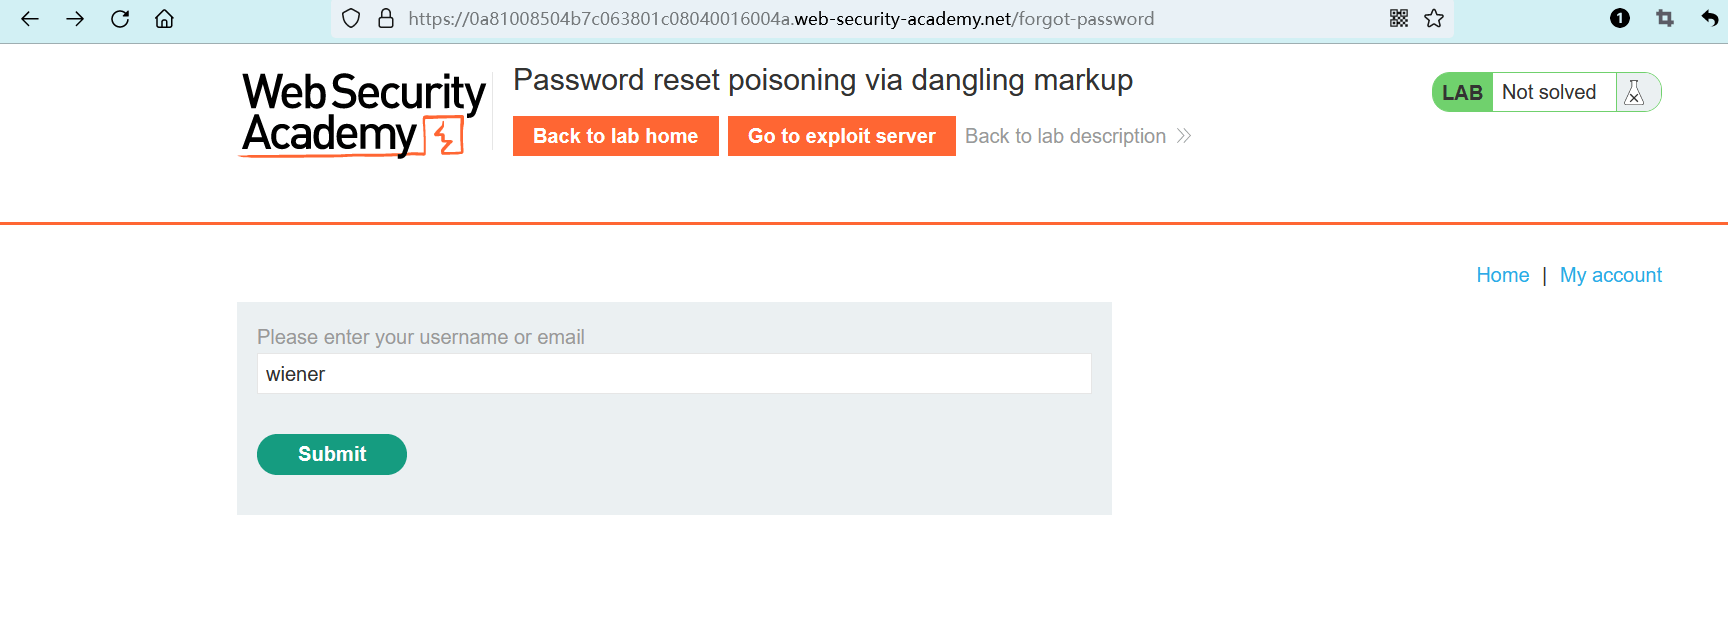 https://0a81008504b7c063801c08040016004a.web-security-academy.net/forgot-password
1
Web Security
Academy
Password reset poisoning via dangling markup
LAB Not solved
Back to lab home Go to exploit server Back to lab description
Home | My account
Please enter your username or email
wiener
Submit